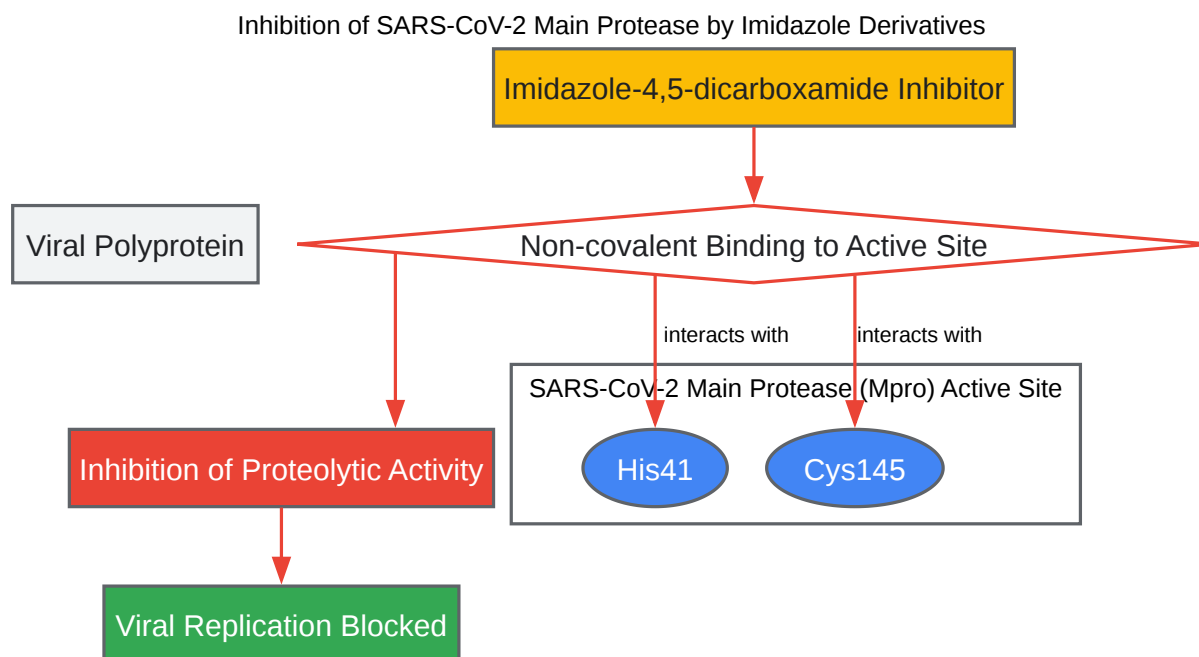 Inhibition of SARS-CoV-2 Main Protease by Imidazole Derivatives
Imidazole-4,5-dicarboxamide Inhibitor
Viral Polyprotein
Non-covalent Binding to Active Site
interacts with
interacts with
SARS-CoV-2 Main Protease (Mpro) Active Site
Inhibition of Proteolytic Activity
His41
Cys145
Viral Replication Blocked